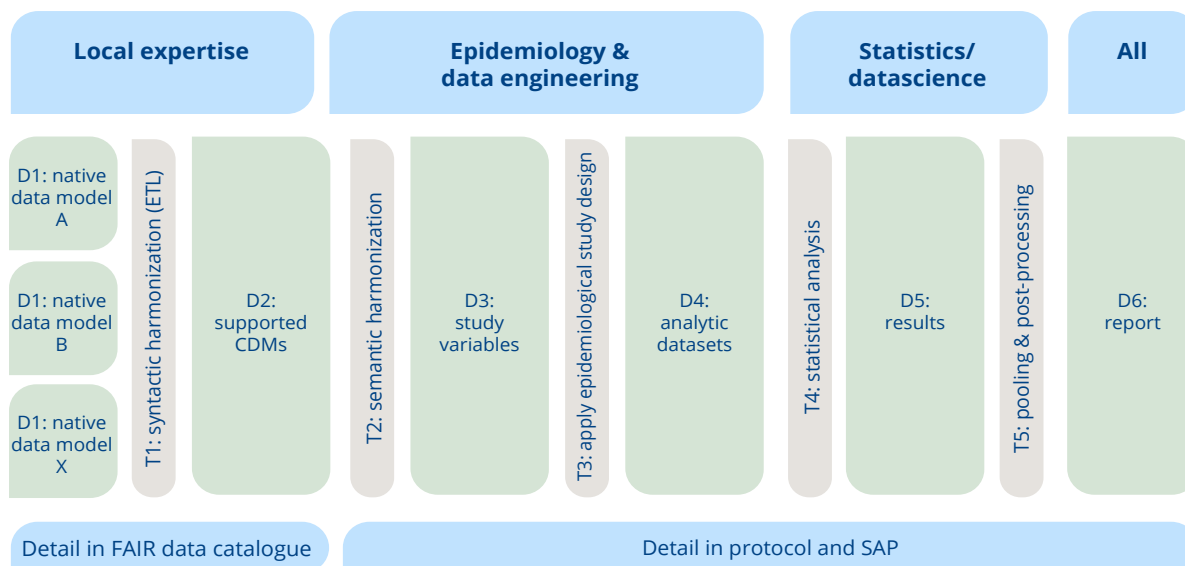 Local expertise
Epidemiology &
data engineering
Statistics/
datascience
All
D1: native
data model
A
D1: native
data model
B
D1: native
data model
X
T1: syntactic harmonization (ETL)
D2:
supported
CDMs
T2: semantic harmonization
D3:
study
variables
T3: apply epidemiological study design
D4:
analytic
datasets
T4: statistical analysis
D5:
results
T5: pooling & post-processing
D6:
report
Detail in FAIR data catalogue
Detail in protocol and SAP